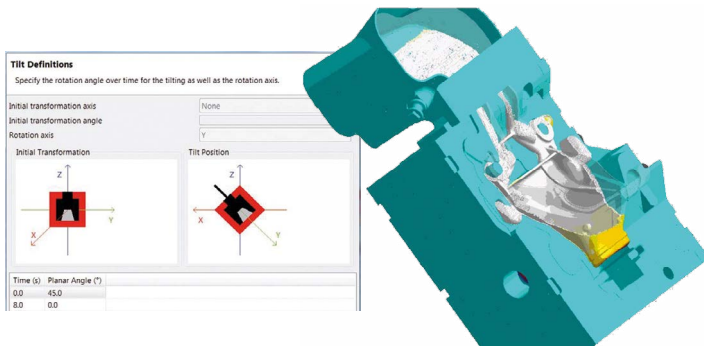 Tilt Definitions
Specify the rotation angle over time for the tilting as well as the rotation axis.
Initial transformation axis None
Initial transformation angle
Rotation axis Y
Initial Transformation Tilt Position
Z Z
Y X
X Y
Time (s) Planar Angle (°)
0.0 45.0
8.0 0.0